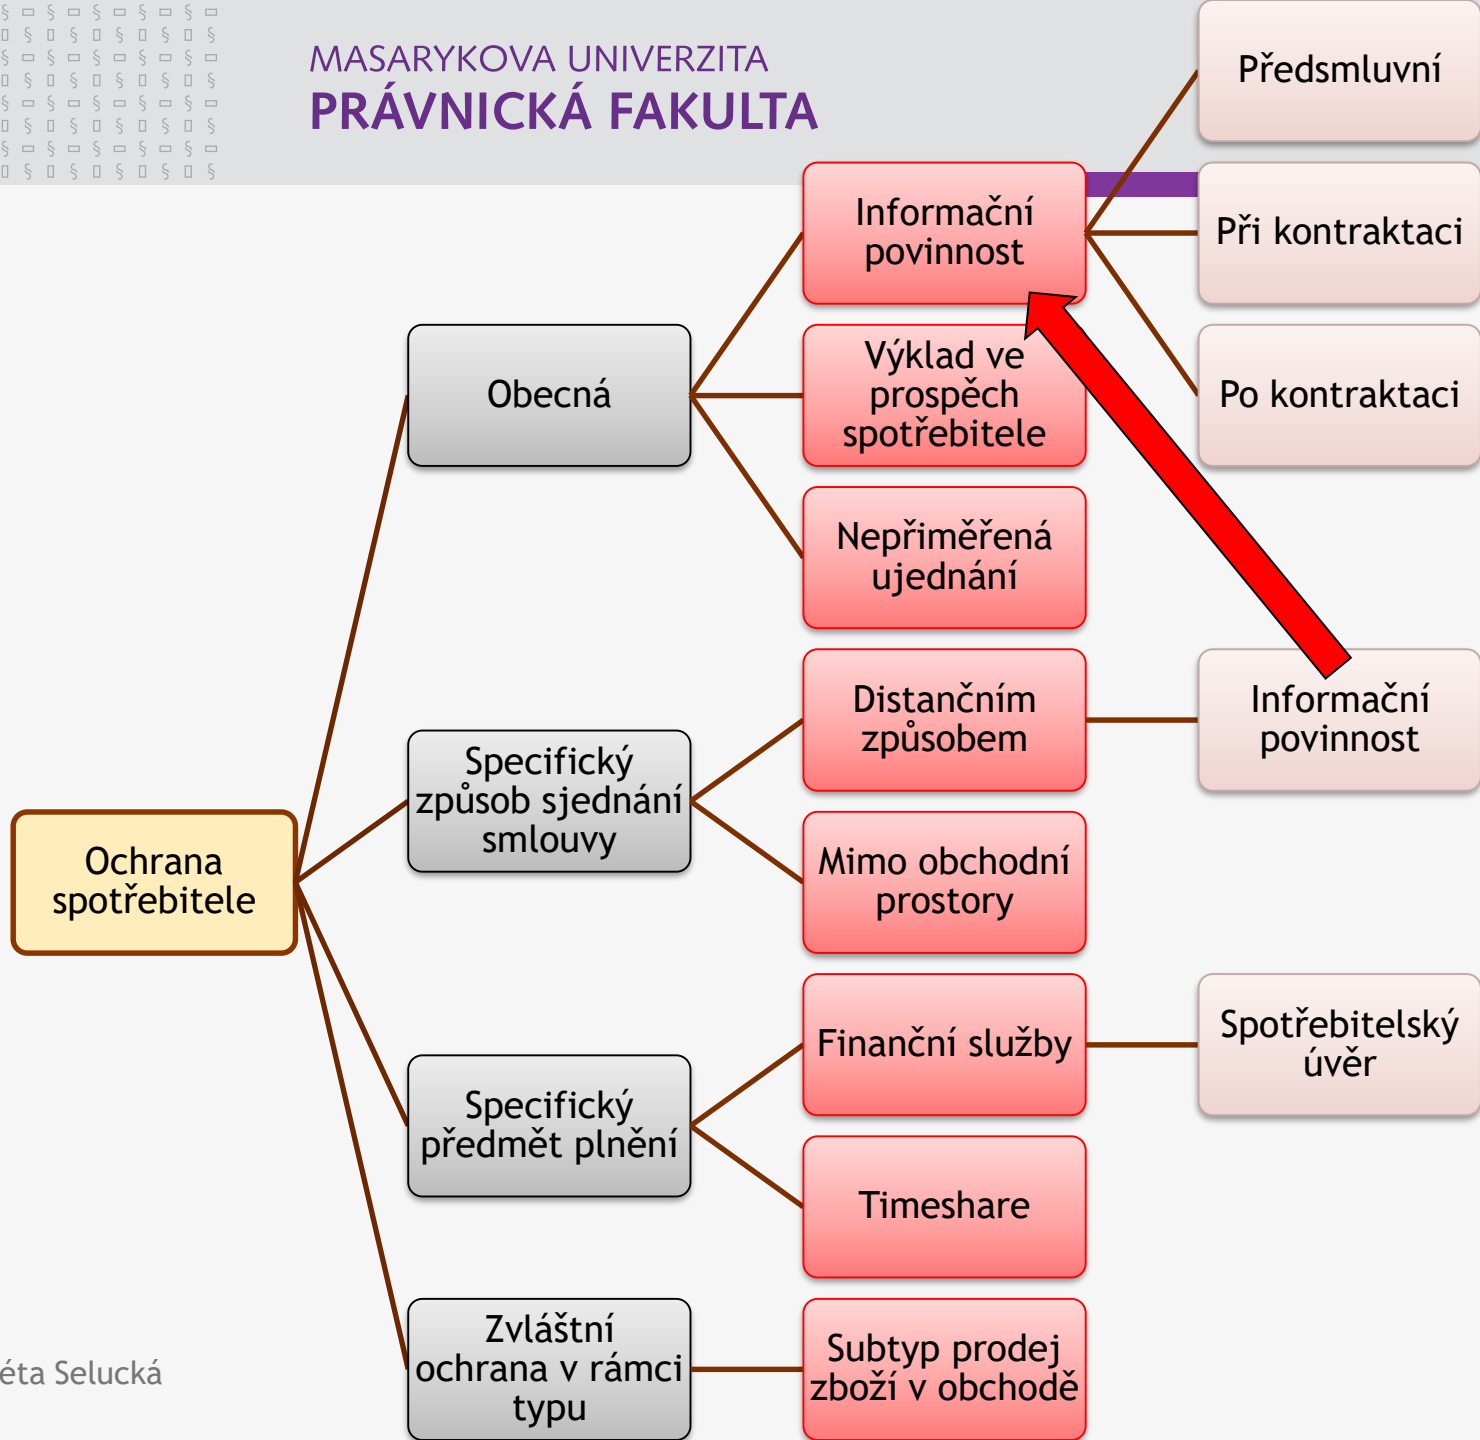 MASARYKOVA UNIVERZITA
PRÁVNICKÁ FAKULTA
Předsmluvní
Informační
povinnost
Při kontraktaci
Obecná
Výklad ve
prospěch
spotřebitele
Po kontraktaci
Nepřiměřená
ujednání
Distančním
způsobem
Informační
povinnost
Specifický
způsob sjednání
smlouvy
Ochrana
spotřebitele
Mimo obchodní
prostory
Finanční služby
Spotřebitelský
úvěr
Specifický
předmět plnění
Timeshare
Zvláštní
ochrana v rámci
typu
Subtyp prodej
zboží v obchodě
éta Selucká